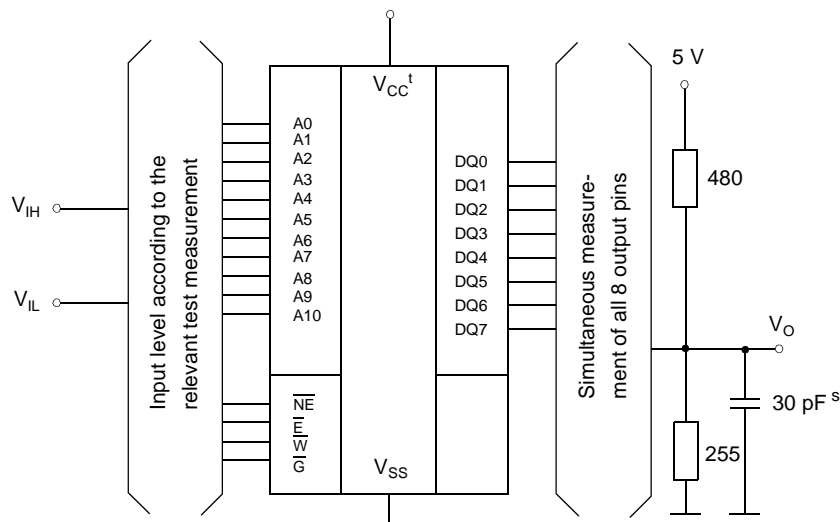 V_IH
V_IL
Input level according to the
relevant test measurement
V_CC^t
A0
A1
A2
A3
A4
A5
A6
A7
A8
A9
A10
N̅E̅
E̅
W̅
G̅
V_SS
DQ0
DQ1
DQ2
DQ3
DQ4
DQ5
DQ6
DQ7
Simultaneous measure-
ment of all 8 output pins
5 V
480
V_O
30 pF^s
255